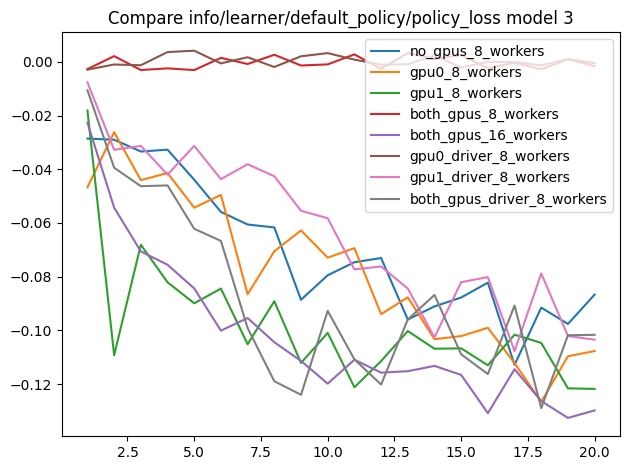 Compare info/learner/default_policy/policy_loss model 3
no_gpus_8_workers
gpu0_8_workers
gpu1_8_workers
both_gpus_8_workers
both_gpus_16_workers
gpu0_driver_8_workers
gpu1_driver_8_workers
both_gpus_driver_8_workers
0.00
−0.02
−0.04
−0.06
−0.08
−0.10
−0.12
2.5 5.0 7.5 10.0 12.5 15.0 17.5 20.0